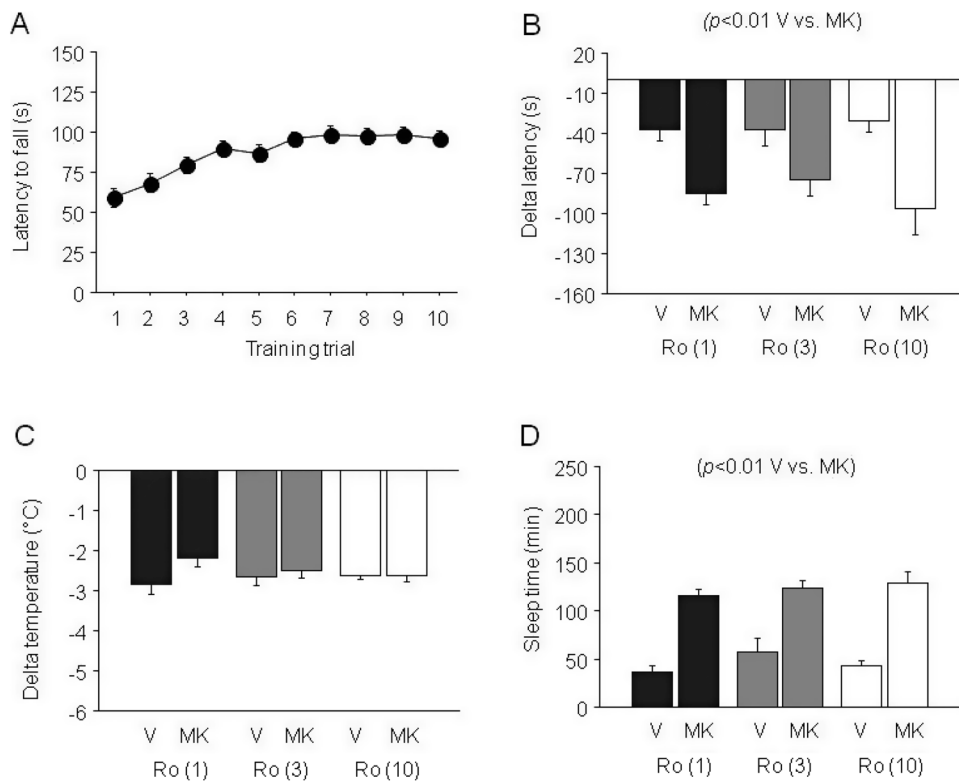 A
Latency to fall (s)
150
125
100
75
50
25
0
1 2 3 4 5 6 7 8 9 10
Training trial
B
(p<0.01 V vs. MK)
Delta latency (s)
20
-10
-40
-70
-100
-130
-160
V MK V MK V MK
Ro (1) Ro (3) Ro (10)
C
Delta temperature (°C)
0
-1
-2
-3
-4
-5
-6
V MK V MK V MK
Ro (1) Ro (3) Ro (10)
D
(p<0.01 V vs. MK)
Sleep time (min)
250
200
150
100
50
0
V MK V MK V MK
Ro (1) Ro (3) Ro (10)